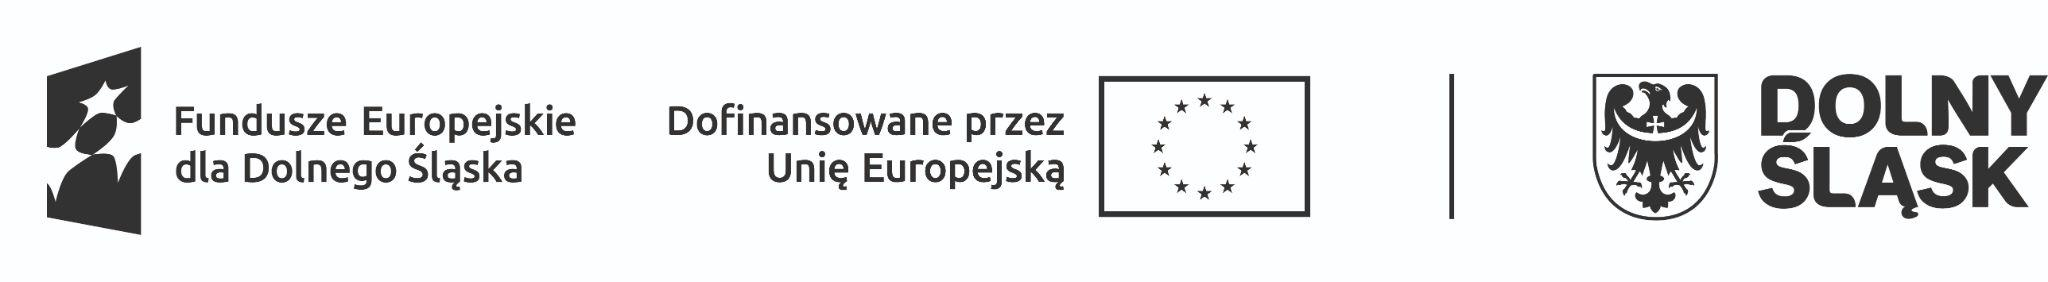 Fundusze Europejskie
dla Dolnego Śląska
Dofinansowane przez
Unię Europejską
DOLNY
ŚLĄSK